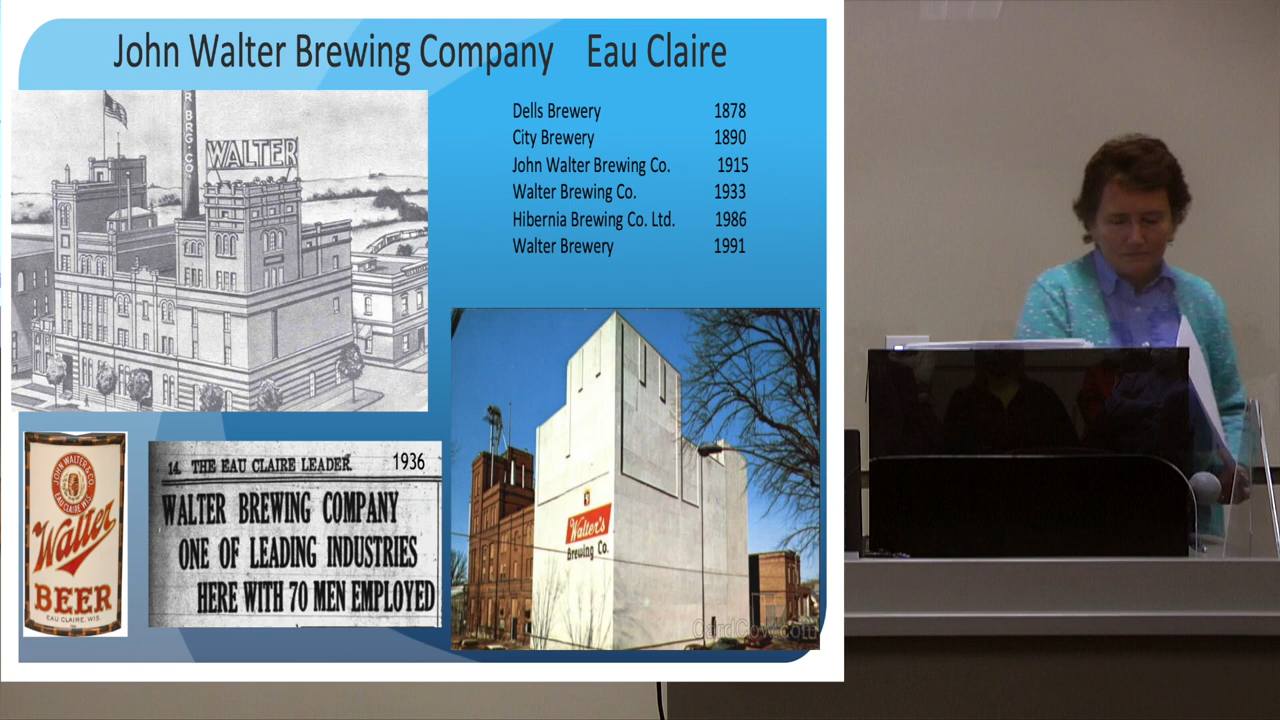 John Walter Brewing Company Eau Claire
Dells Brewery 1878
City Brewery 1890
John Walter Brewing Co. 1915
Walter Brewing Co. 1933
Hibernia Brewing Co. Ltd. 1986
Walter Brewery 1991
R BRG. CO.
WALTER
JOHN WALTER & CO.
EAU CLAIRE WIS.
Walter
BEER
EAU CLAIRE, WIS.
14. THE EAU CLAIRE LEADER 1936
WALTER BREWING COMPANY
ONE OF LEADING INDUSTRIES
HERE WITH 70 MEN EMPLOYED
Walter's
Brewing Co.
CardCow.com